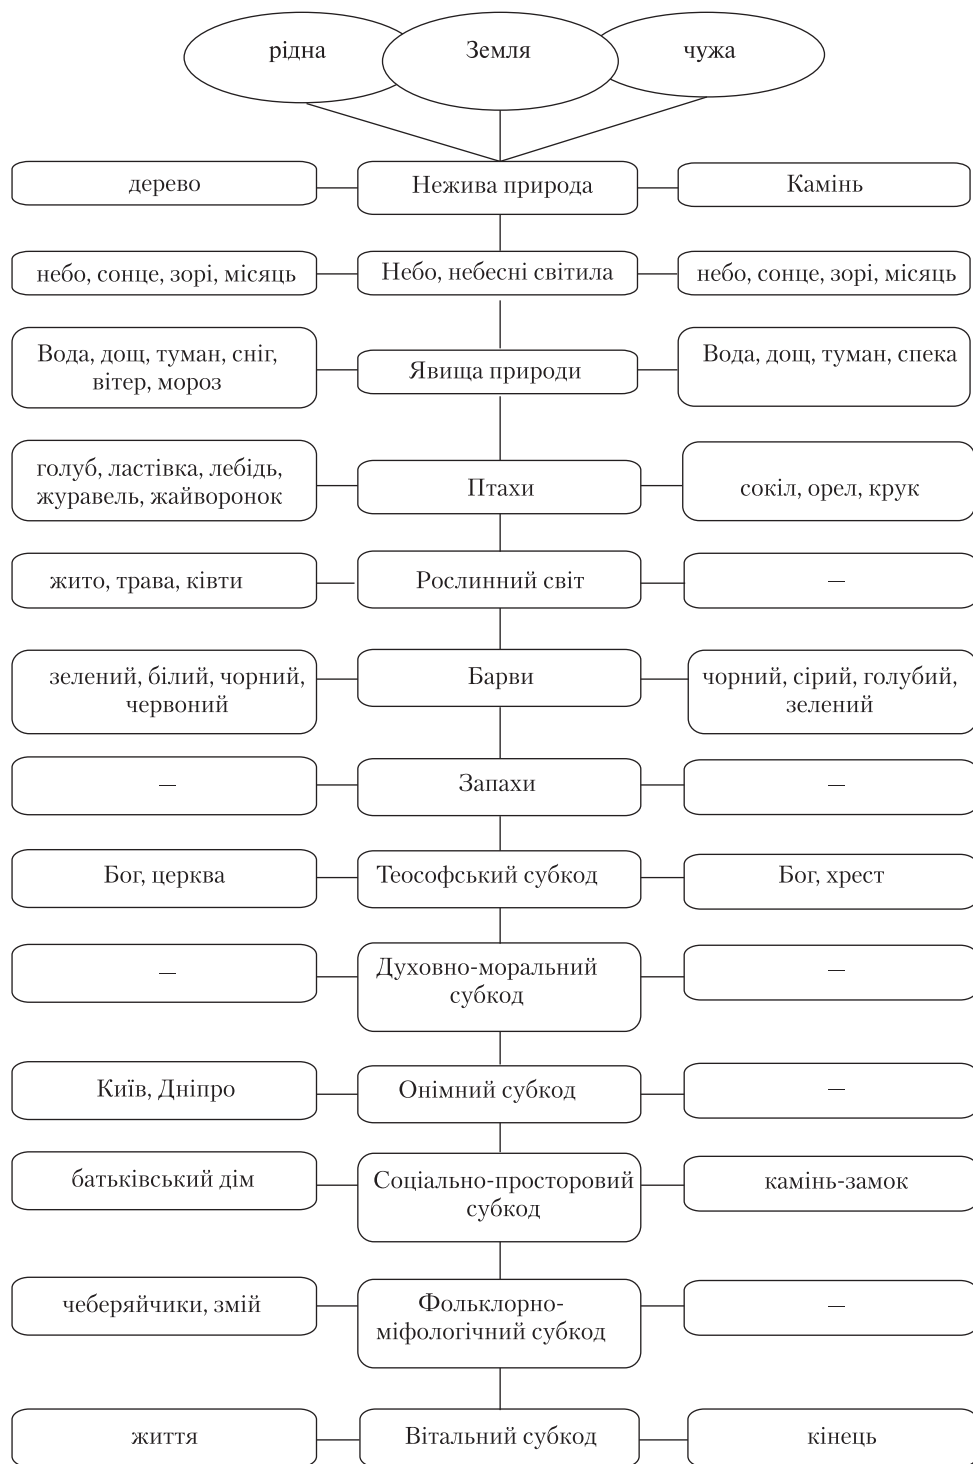 рідна
Земля
чужа
дерево
Нежива природа
Камінь
небо, сонце, зорі, місяць
Небо, небесні світила
небо, сонце, зорі, місяць
Вода, дощ, туман, сніг,
вітер, мороз
Явища природи
Вода, дощ, туман, спека
голуб, ластівка, лебідь,
журавель, жайворонок
Птахи
сокіл, орел, крук
жито, трава, ківти
Рослинний світ
—
зелений, білий, чорний,
червоний
Барви
чорний, сірий, голубий,
зелений
—
Запахи
—
Бог, церква
Теософський субкод
Бог, хрест
—
Духовно-моральний
субкод
—
Київ, Дніпро
Онімний субкод
—
батьківський дім
Соціально-просторовий
субкод
камінь-замок
чеберяйчики, змій
Фольклорно-
міфологічний субкод
—
життя
Вітальний субкод
кінець